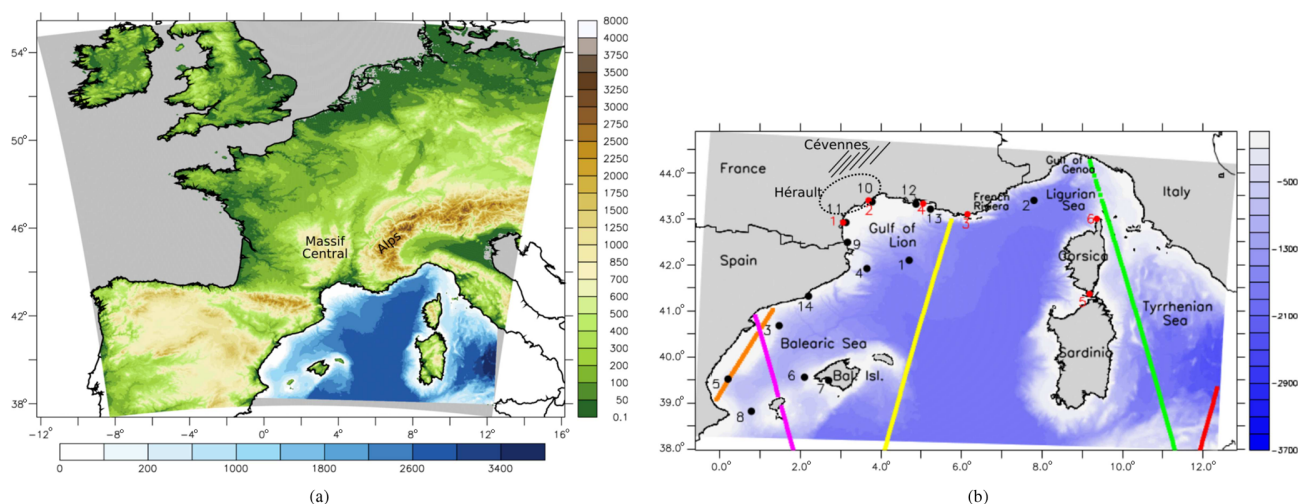 54°
50°
46°
42°
38°
Massif
Central
Alps
−12° −8° −4° 0° 4° 8° 12° 16°
8000
4000
3750
3500
3250
3000
2750
2500
2250
2000
1750
1500
1250
1000
850
700
600
500
400
300
200
100
50
0.1
0 200 1000 1800 2600 3400
(a)
Cévennes
France
Hérault
Gulf of
Genoa
Italy
French
Riviera
Ligurian
Sea
10 12
2 4 13 3 2 6
11
1
Gulf of
Lion
9
Spain
4 1
Corsica
14
5
Tyrrhenian
Sea
3
Balearic Sea
Sardinia
5 6 7
Bal. Isl.
8
44.0°
43.0°
42.0°
41.0°
40.0°
39.0°
38.0°
0.0° 2.0° 4.0° 6.0° 8.0° 10.0° 12.0°
−500
−1300
−2100
−2900
−3700
(b)